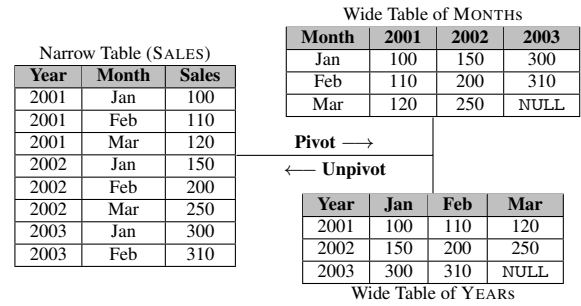 Narrow Table (SALES)
Year Month Sales
2001 Jan 100
2001 Feb 110
2001 Mar 120
2002 Jan 150
2002 Feb 200
2002 Mar 250
2003 Jan 300
2003 Feb 310
Pivot ⟶
⟵ Unpivot
Wide Table of MONTHS
Month 2001 2002 2003
Jan 100 150 300
Feb 110 200 310
Mar 120 250 NULL
Year Jan Feb Mar
2001 100 110 120
2002 150 200 250
2003 300 310 NULL
Wide Table of YEARS